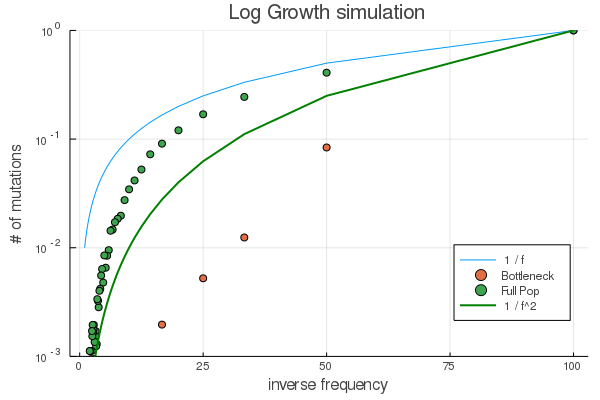 Log Growth simulation
10^0
10^-1
10^-2
10^-3
# of mutations
0
25
50
75
100
inverse frequency
1 / f
Bottleneck
Full Pop
1 / f^2